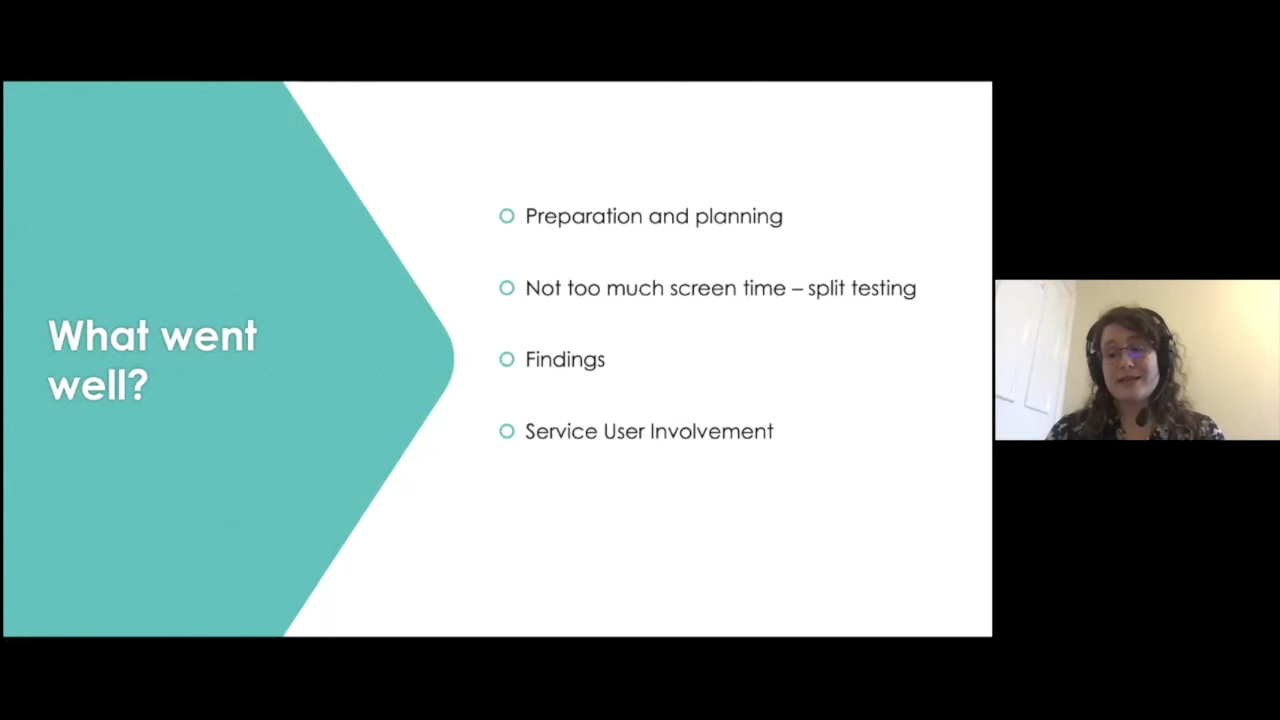 What went
well?
Preparation and planning
Not too much screen time – split testing
Findings
Service User Involvement